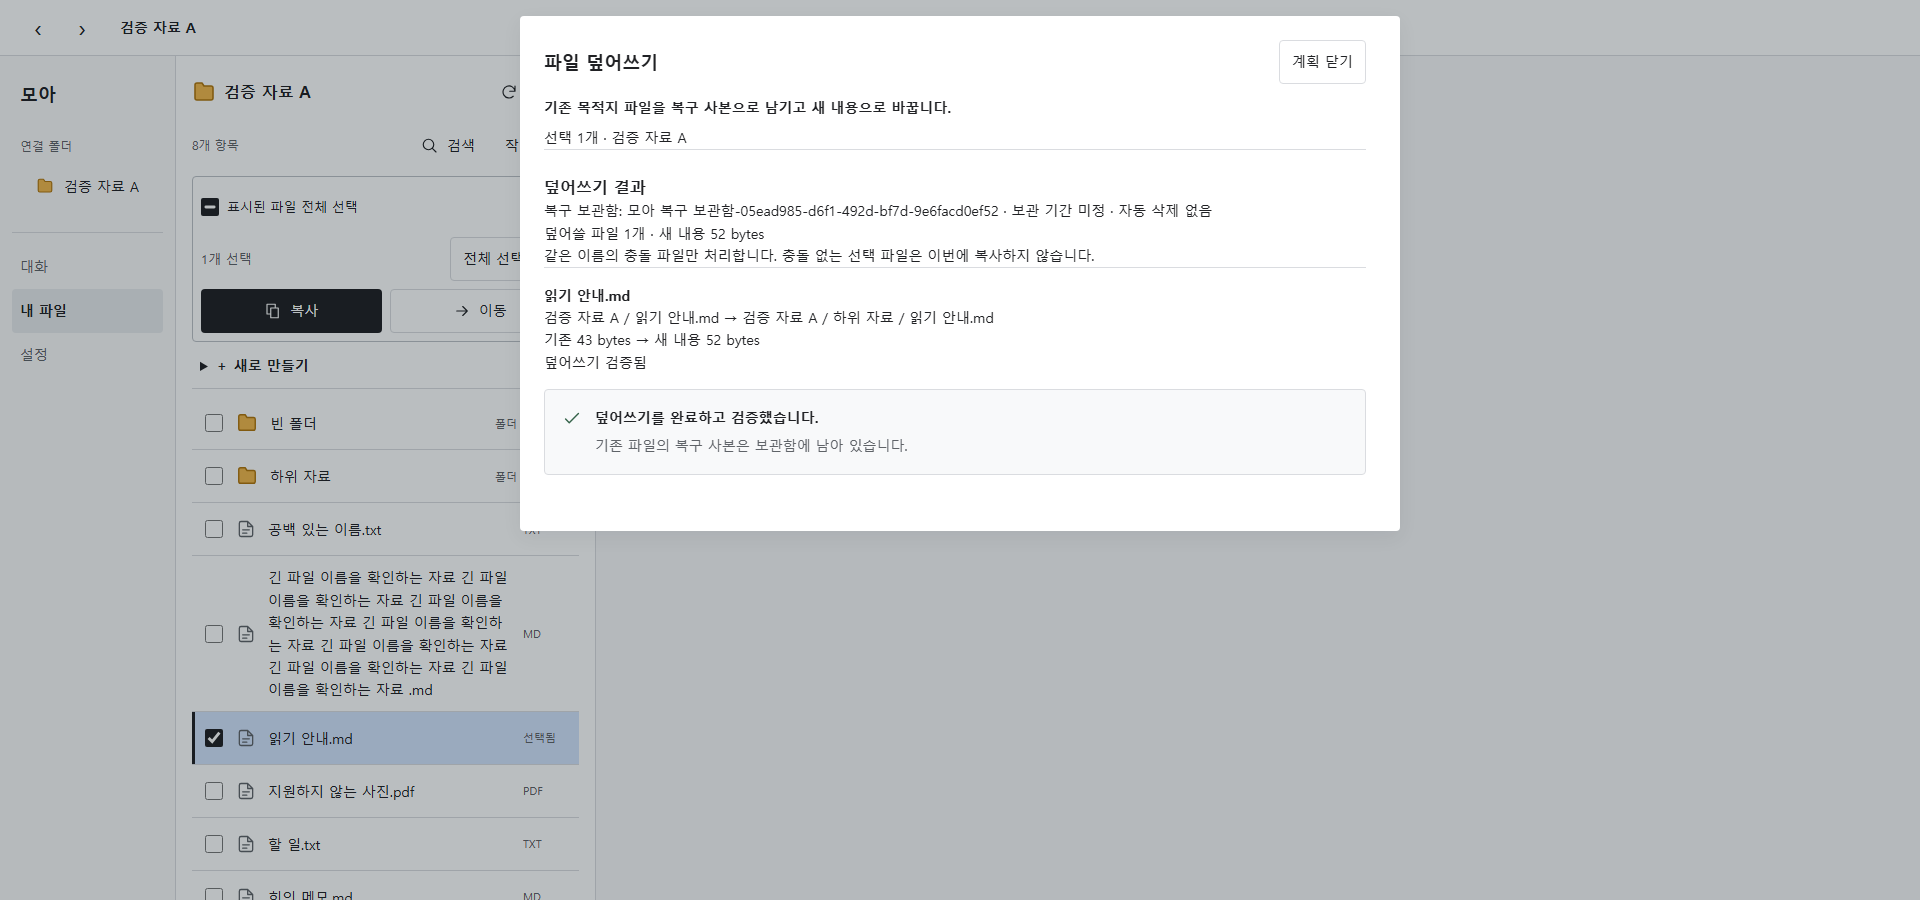 검증 자료 A
모아
연결 폴더
검증 자료 A
대화
내 파일
설정
검증 자료 A
8개 항목
검색
작
표시된 파일 전체 선택
1개 선택
전체 선택
복사
이동
+ 새로 만들기
빈 폴더
폴더
하위 자료
폴더
공백 있는 이름.txt
TXT
긴 파일 이름을 확인하는 자료 긴 파일
이름을 확인하는 자료 긴 파일 이름을
확인하는 자료 긴 파일 이름을 확인하
는 자료 긴 파일 이름을 확인하는 자료
긴 파일 이름을 확인하는 자료 긴 파일
이름을 확인하는 자료 .md
MD
읽기 안내.md
선택됨
지원하지 않는 사진.pdf
PDF
할 일.txt
TXT
회의 메모.md
MD
파일 덮어쓰기
계획 닫기
기존 목적지 파일을 복구 사본으로 남기고 새 내용으로 바꿉니다.
선택 1개 · 검증 자료 A
덮어쓰기 결과
복구 보관함: 모아 복구 보관함-05ead985-d6f1-492d-bf7d-9e6facd0ef52 · 보관 기간 미정 · 자동 삭제 없음
덮어쓸 파일 1개 · 새 내용 52 bytes
같은 이름의 충돌 파일만 처리합니다. 충돌 없는 선택 파일은 이번에 복사하지 않습니다.
읽기 안내.md
검증 자료 A / 읽기 안내.md → 검증 자료 A / 하위 자료 / 읽기 안내.md
기존 43 bytes → 새 내용 52 bytes
덮어쓰기 검증됨
덮어쓰기를 완료하고 검증했습니다.
기존 파일의 복구 사본은 보관함에 남아 있습니다.